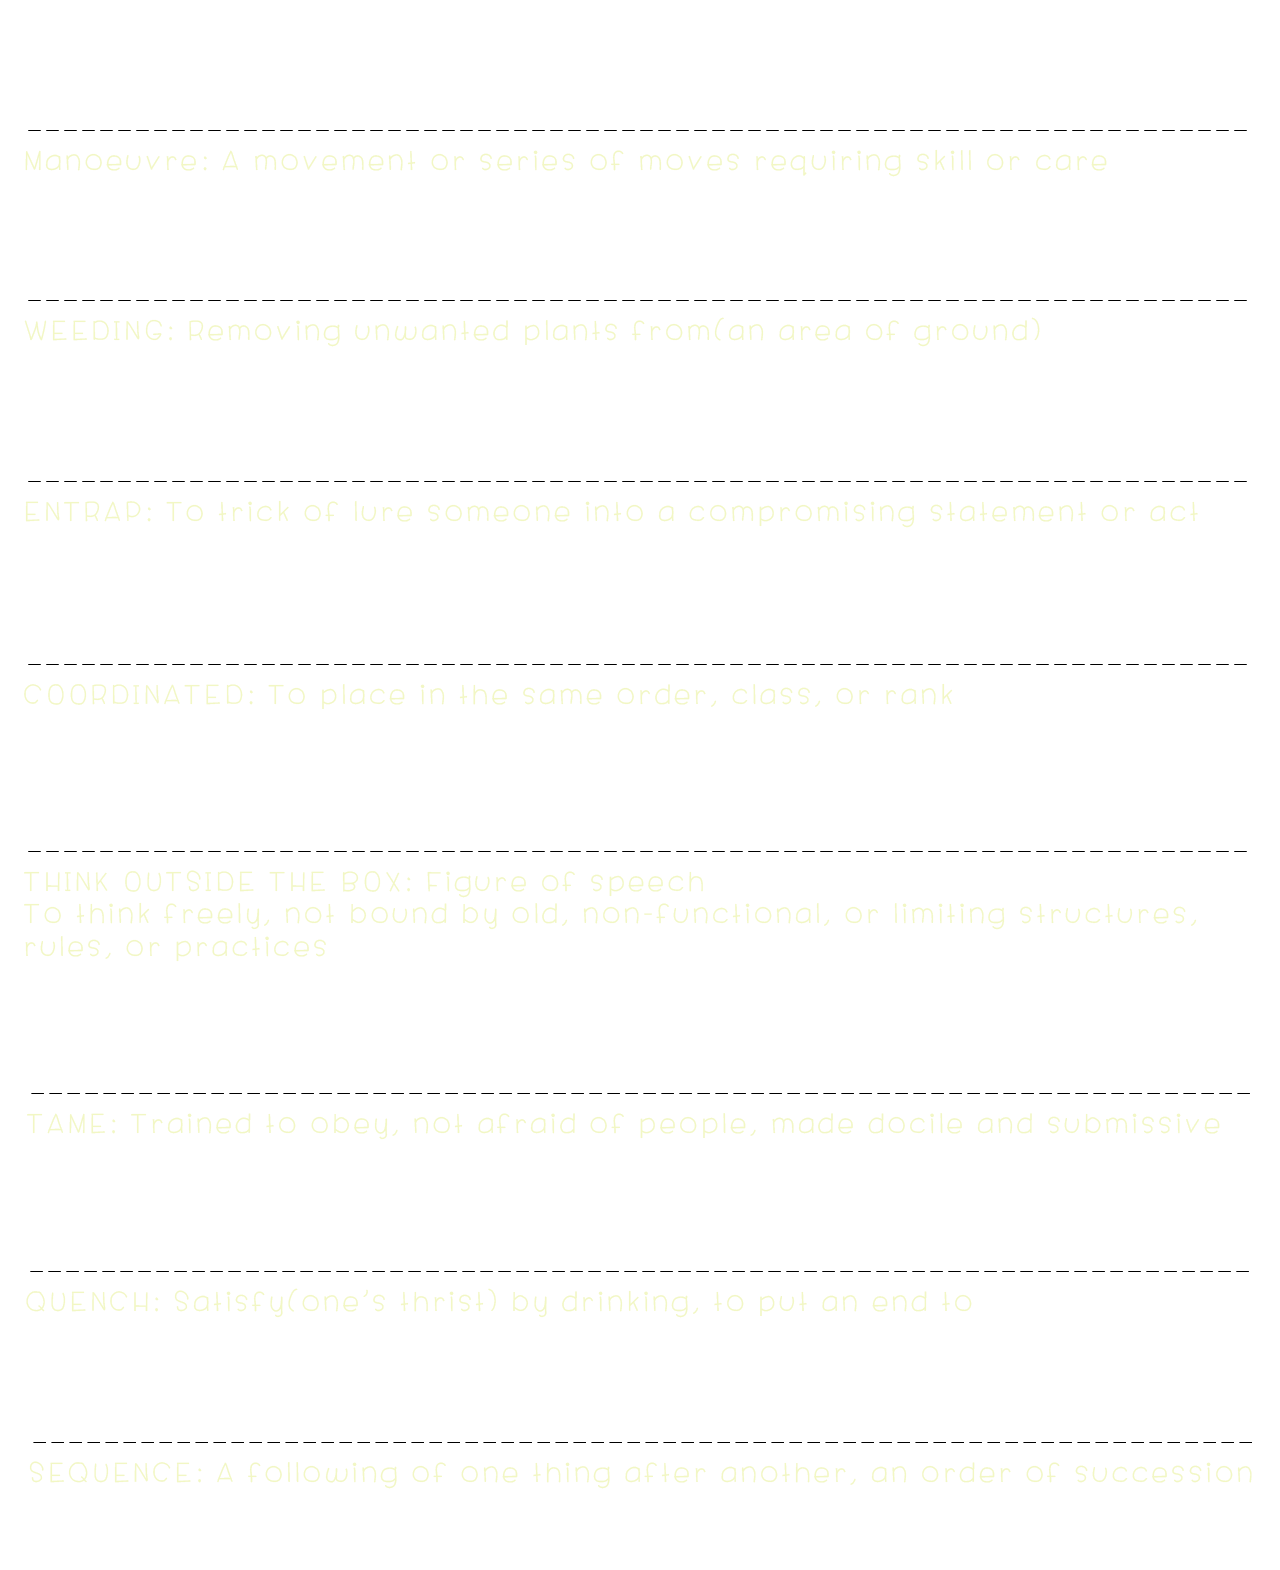 Manoeuvre: A movement or series of moves requiring skill or care
WEEDING: Removing unwanted plants from(an area of ground)
ENTRAP: To trick of lure someone into a compromising statement or act
COORDINATED: To place in the same order, class, or rank
THINK OUTSIDE THE BOX: Figure of speech
To think freely, not bound by old, non-functional, or limiting structures,
rules, or practices
TAME: Trained to obey, not afraid of people, made docile and submissive
QUENCH: Satisfy(one's thrist) by drinking, to put an end to
SEQUENCE: A following of one thing after another, an order of succession